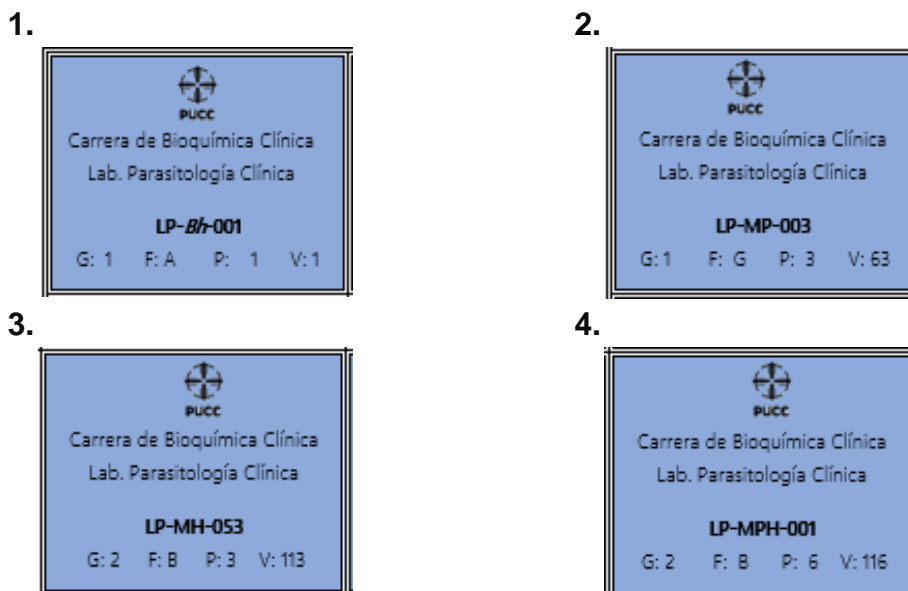 1.
PUCC
Carrera de Bioquímica Clínica
Lab. Parasitología Clínica
LP-Bh-001
G: 1 F: A P: 1 V: 1
2.
PUCC
Carrera de Bioquímica Clínica
Lab. Parasitología Clínica
LP-MP-003
G: 1 F: G P: 3 V: 63
3.
PUCC
Carrera de Bioquímica Clínica
Lab. Parasitología Clínica
LP-MH-053
G: 2 F: B P: 3 V: 113
4.
PUCC
Carrera de Bioquímica Clínica
Lab. Parasitología Clínica
LP-MPH-001
G: 2 F: B P: 6 V: 116